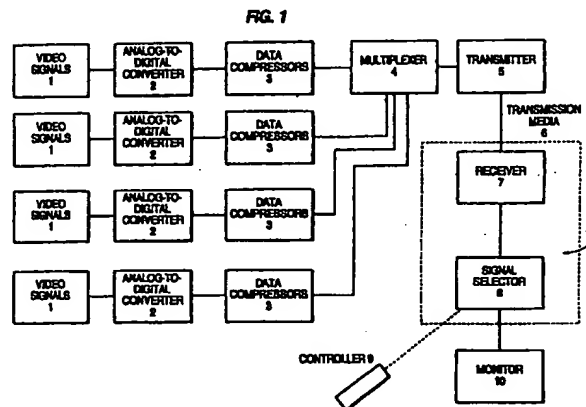 FIG. 1
VIDEO
SIGNALS
1
ANALOG-TO-
DIGITAL
CONVERTER
2
DATA
COMPRESSORS
3
MULTIPLEXER
4
TRANSMITTER
5
TRANSMISSION
MEDIA
6
VIDEO
SIGNALS
1
ANALOG-TO-
DIGITAL
CONVERTER
2
DATA
COMPRESSORS
3
RECEIVER
7
VIDEO
SIGNALS
1
ANALOG-TO-
DIGITAL
CONVERTER
2
DATA
COMPRESSORS
3
VIDEO
SIGNALS
1
ANALOG-TO-
DIGITAL
CONVERTER
2
DATA
COMPRESSORS
3
SIGNAL
SELECTOR
8
CONTROLLER 9
MONITOR
10